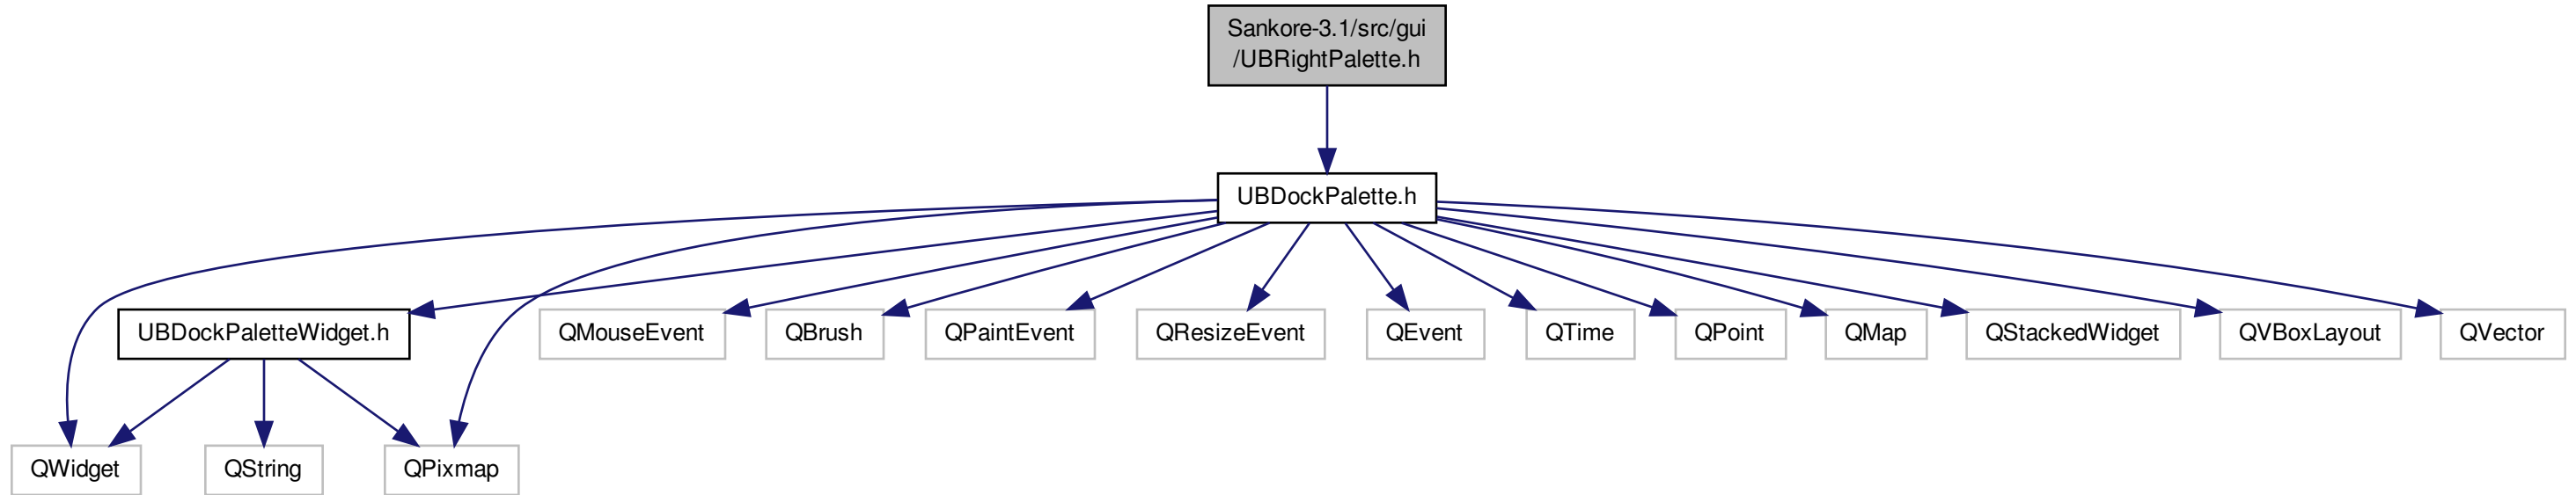 Sankore-3.1/src/gui
/UBRightPalette.h
UBDockPalette.h
UBDockPaletteWidget.h
QMouseEvent
QBrush
QPaintEvent
QResizeEvent
QEvent
QTime
QPoint
QMap
QStackedWidget
QVBoxLayout
QVector
QWidget
QString
QPixmap